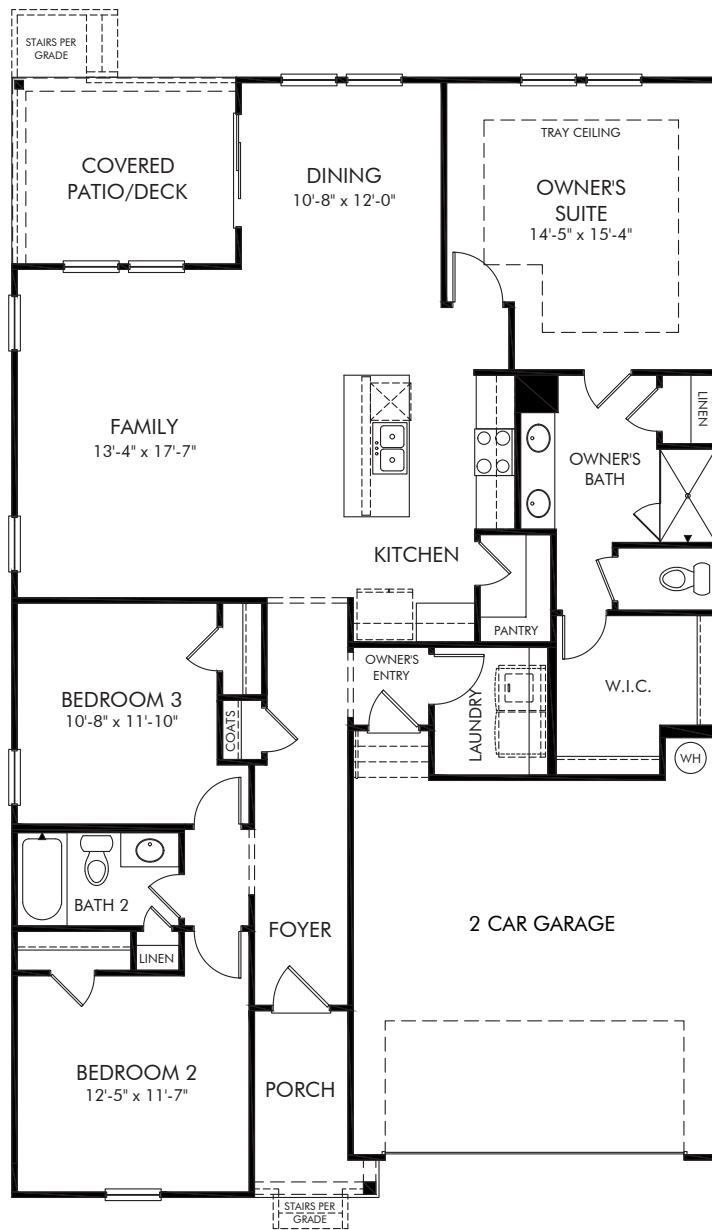 STAIRS PER
GRADE
COVERED
PATIO/DECK
DINING
10'-8" x 12'-0"
TRAY CEILING
OWNER'S
SUITE
14'-5" x 15'-4"
FAMILY
13'-4" x 17'-7"
LINEN
OWNER'S
BATH
KITCHEN
PANTRY
OWNER'S
ENTRY
LAUNDRY
W.I.C.
WH
BEDROOM 3
10'-8" x 11'-10"
COATS
BATH 2
LINEN
FOYER
2 CAR GARAGE
BEDROOM 2
12'-5" x 11'-7"
PORCH
STAIRS PER
GRADE